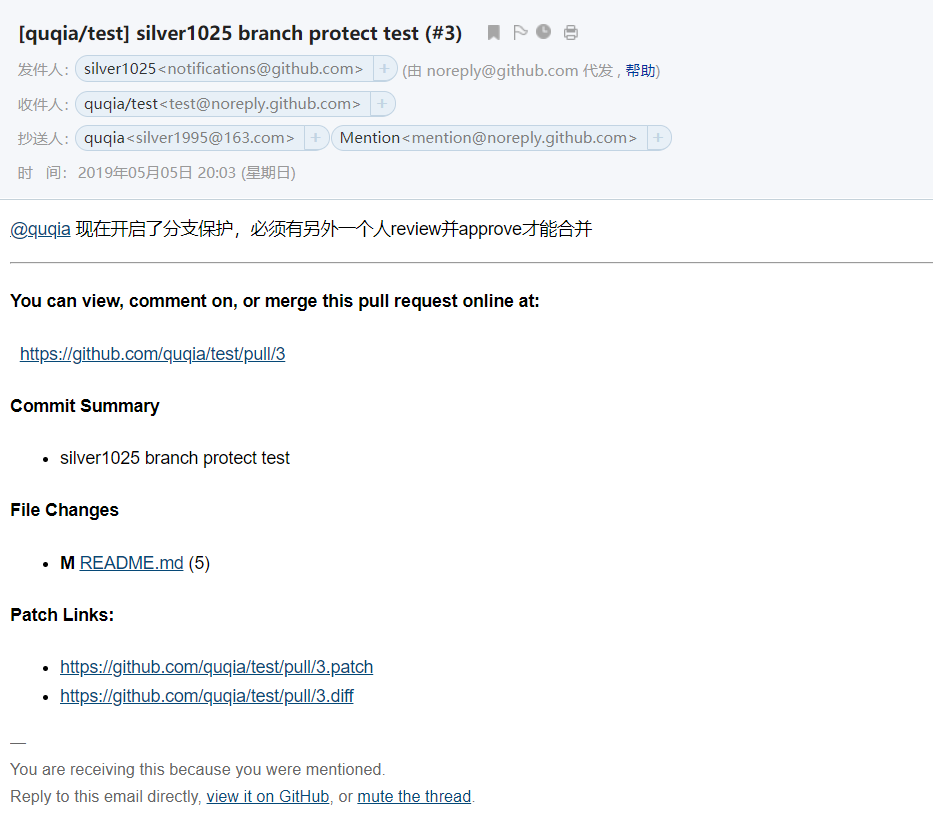 [quqia/test] silver1025 branch protect test (#3)
发件人： silver1025<notifications@github.com> + (由 noreply@github.com 代发 , 帮助)
收件人： quqia/test<test@noreply.github.com> +
抄送人： quqia<silver1995@163.com> + Mention<mention@noreply.github.com> +
时 间： 2019年05月05日 20:03 (星期日)
@quqia 现在开启了分支保护，必须有另外一个人review并approve才能合并
You can view, comment on, or merge this pull request online at:
https://github.com/quqia/test/pull/3
Commit Summary
• silver1025 branch protect test
File Changes
• M README.md (5)
Patch Links:
• https://github.com/quqia/test/pull/3.patch
• https://github.com/quqia/test/pull/3.diff
—
You are receiving this because you were mentioned.
Reply to this email directly, view it on GitHub, or mute the thread.